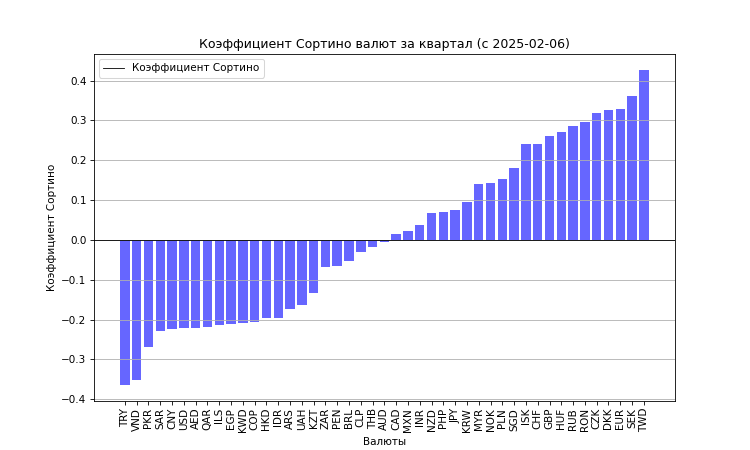 Коэффициент Сортино валют за квартал (с 2025-02-06)
Коэффициент Сортино
0.4
0.3
0.2
0.1
0.0
−0.1
−0.2
−0.3
−0.4
Коэффициент Сортино
TRY
VND
PKR
SAR
CNY
USD
AED
QAR
ILS
EGP
KWD
COP
HKD
IDR
ARS
UAH
KZT
ZAR
PEN
BRL
CLP
THB
AUD
CAD
MXN
INR
NZD
PHP
JPY
KRW
MYR
NOK
PLN
SGD
ISK
CHF
GBP
HUF
RUB
RON
CZK
DKK
EUR
SEK
TWD
Валюты